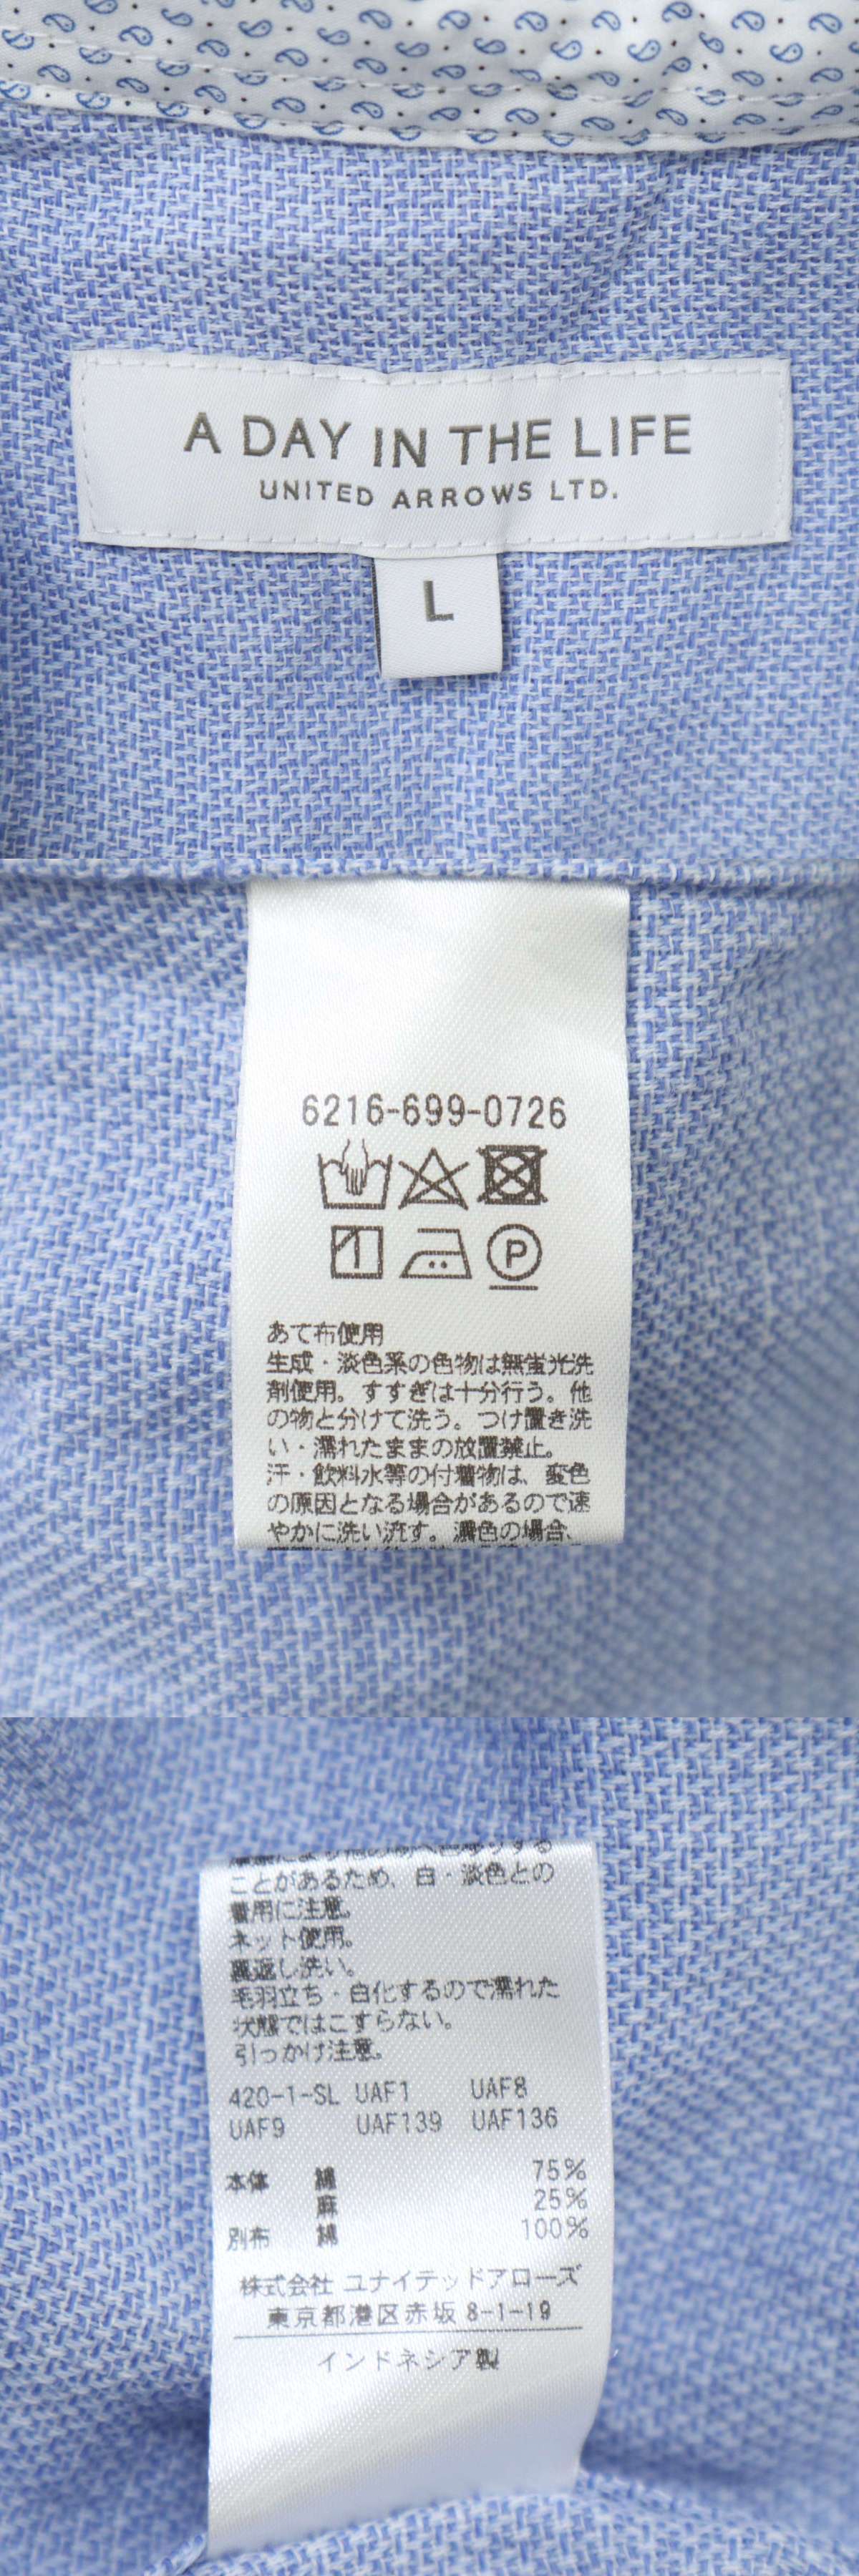 A DAY IN THE LIFE
UNITED ARROWS LTD.
L
6216-699-0726
P
あて布使用
生成・淡色系の色物は無蛍光洗
剤使用。すすぎは十分行う。他
の物と分けて洗う。つけ置き洗
い・濡れたままの放置禁止。
汗・飲料水等の付着物は、変色
の原因となる場合があるので速
やかに洗い流す。濃色の場合、
ことがあるため、白・淡色との
着用に注意。
ネット使用。
裏返し洗い。
毛羽立ち・白化するので濡れた
状態ではこすらない。
引っかけ注意。
420-1-SL UAF1 UAF8
UAF9 UAF139 UAF136
本体 綿 75%
麻 25%
別布 綿 100%
株式会社 ユナイテッドアローズ
東京都港区赤坂 8-1-19
インドネシア製